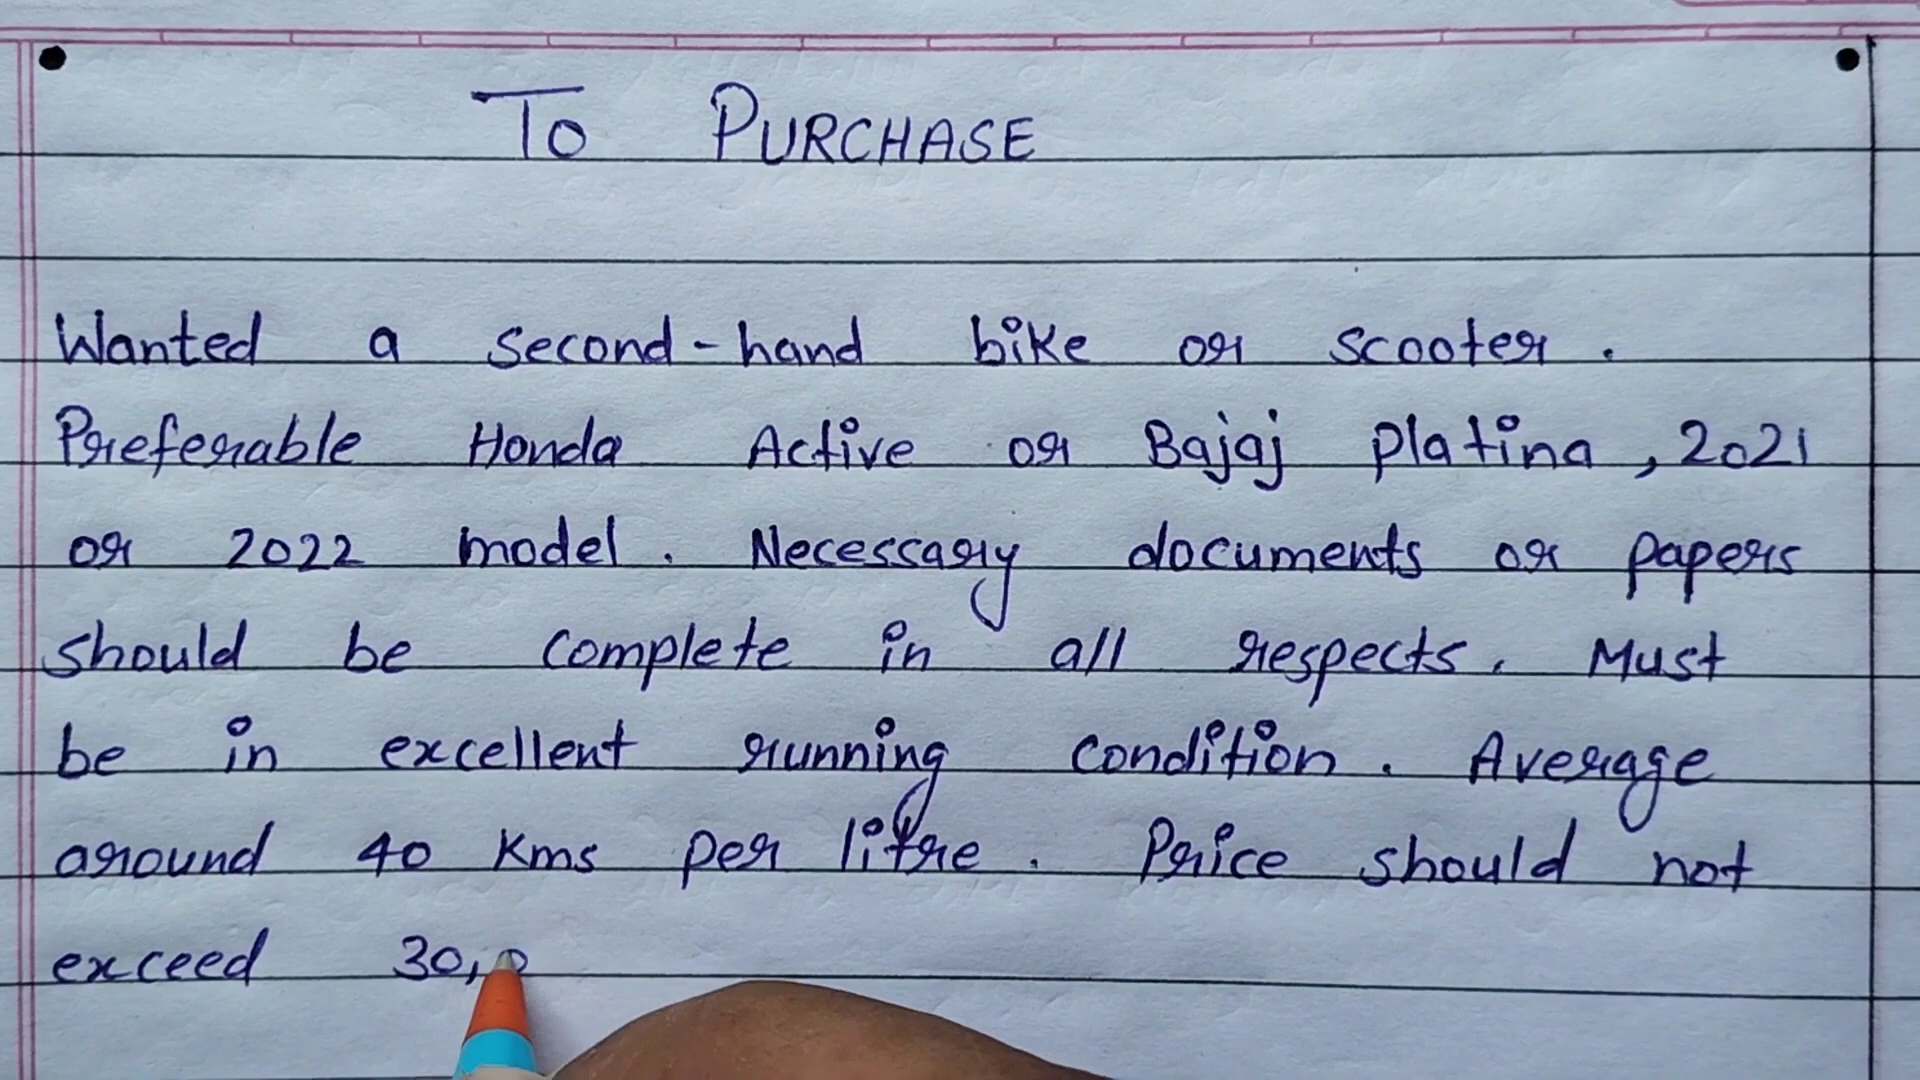 TO PURCHASE
Wanted a second-hand bike or scooter.
Preferable Honda Active or Bajaj Platina, 2021
or 2022 model. Necessary documents or papers
should be complete in all respects. Must
be in excellent running condition. Average
around 40 Kms per litre. Price should not
exceed 30,0